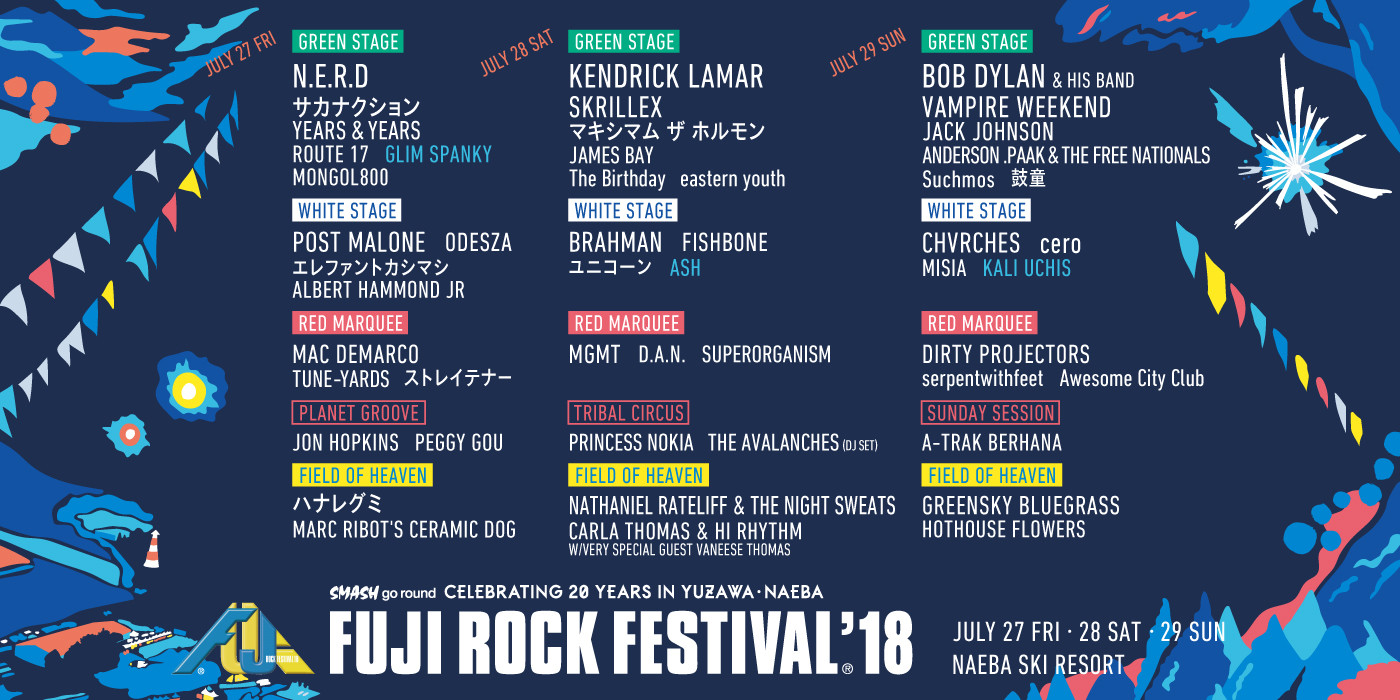 JULY 27 FRI
GREEN STAGE
N.E.R.D
サカナクション
YEARS & YEARS
ROUTE 17 GLIM SPANKY
MONGOL800
WHITE STAGE
POST MALONE ODESZA
エレファントカシマシ
ALBERT HAMMOND JR
RED MARQUEE
MAC DEMARCO
TUNE-YARDS ストレイテナー
PLANET GROOVE
JON HOPKINS PEGGY GOU
FIELD OF HEAVEN
ハナレグミ
MARC RIBOT'S CERAMIC DOG
JULY 28 SAT
GREEN STAGE
KENDRICK LAMAR
SKRILLEX
マキシマム ザ ホルモン
JAMES BAY
The Birthday eastern youth
WHITE STAGE
BRAHMAN FISHBONE
ユニコーン ASH
RED MARQUEE
MGMT D.A.N. SUPERORGANISM
TRIBAL CIRCUS
PRINCESS NOKIA THE AVALANCHES (DJ SET)
FIELD OF HEAVEN
NATHANIEL RATELIFF & THE NIGHT SWEATS
CARLA THOMAS & HI RHYTHM
W/VERY SPECIAL GUEST VANEESE THOMAS
JULY 29 SUN
GREEN STAGE
BOB DYLAN & HIS BAND
VAMPIRE WEEKEND
JACK JOHNSON
ANDERSON .PAAK & THE FREE NATIONALS
Suchmos 鼓童
WHITE STAGE
CHVRCHES cero
MISIA KALI UCHIS
RED MARQUEE
DIRTY PROJECTORS
serpentwithfeet Awesome City Club
SUNDAY SESSION
A-TRAK BERHANA
FIELD OF HEAVEN
GREENSKY BLUEGRASS
HOTHOUSE FLOWERS
SMASH go round CELEBRATING 20 YEARS IN YUZAWA・NAEBA
FUJI
®
FUJI ROCK FESTIVAL®'18
JULY 27 FRI · 28 SAT · 29 SUN
NAEBA SKI RESORT